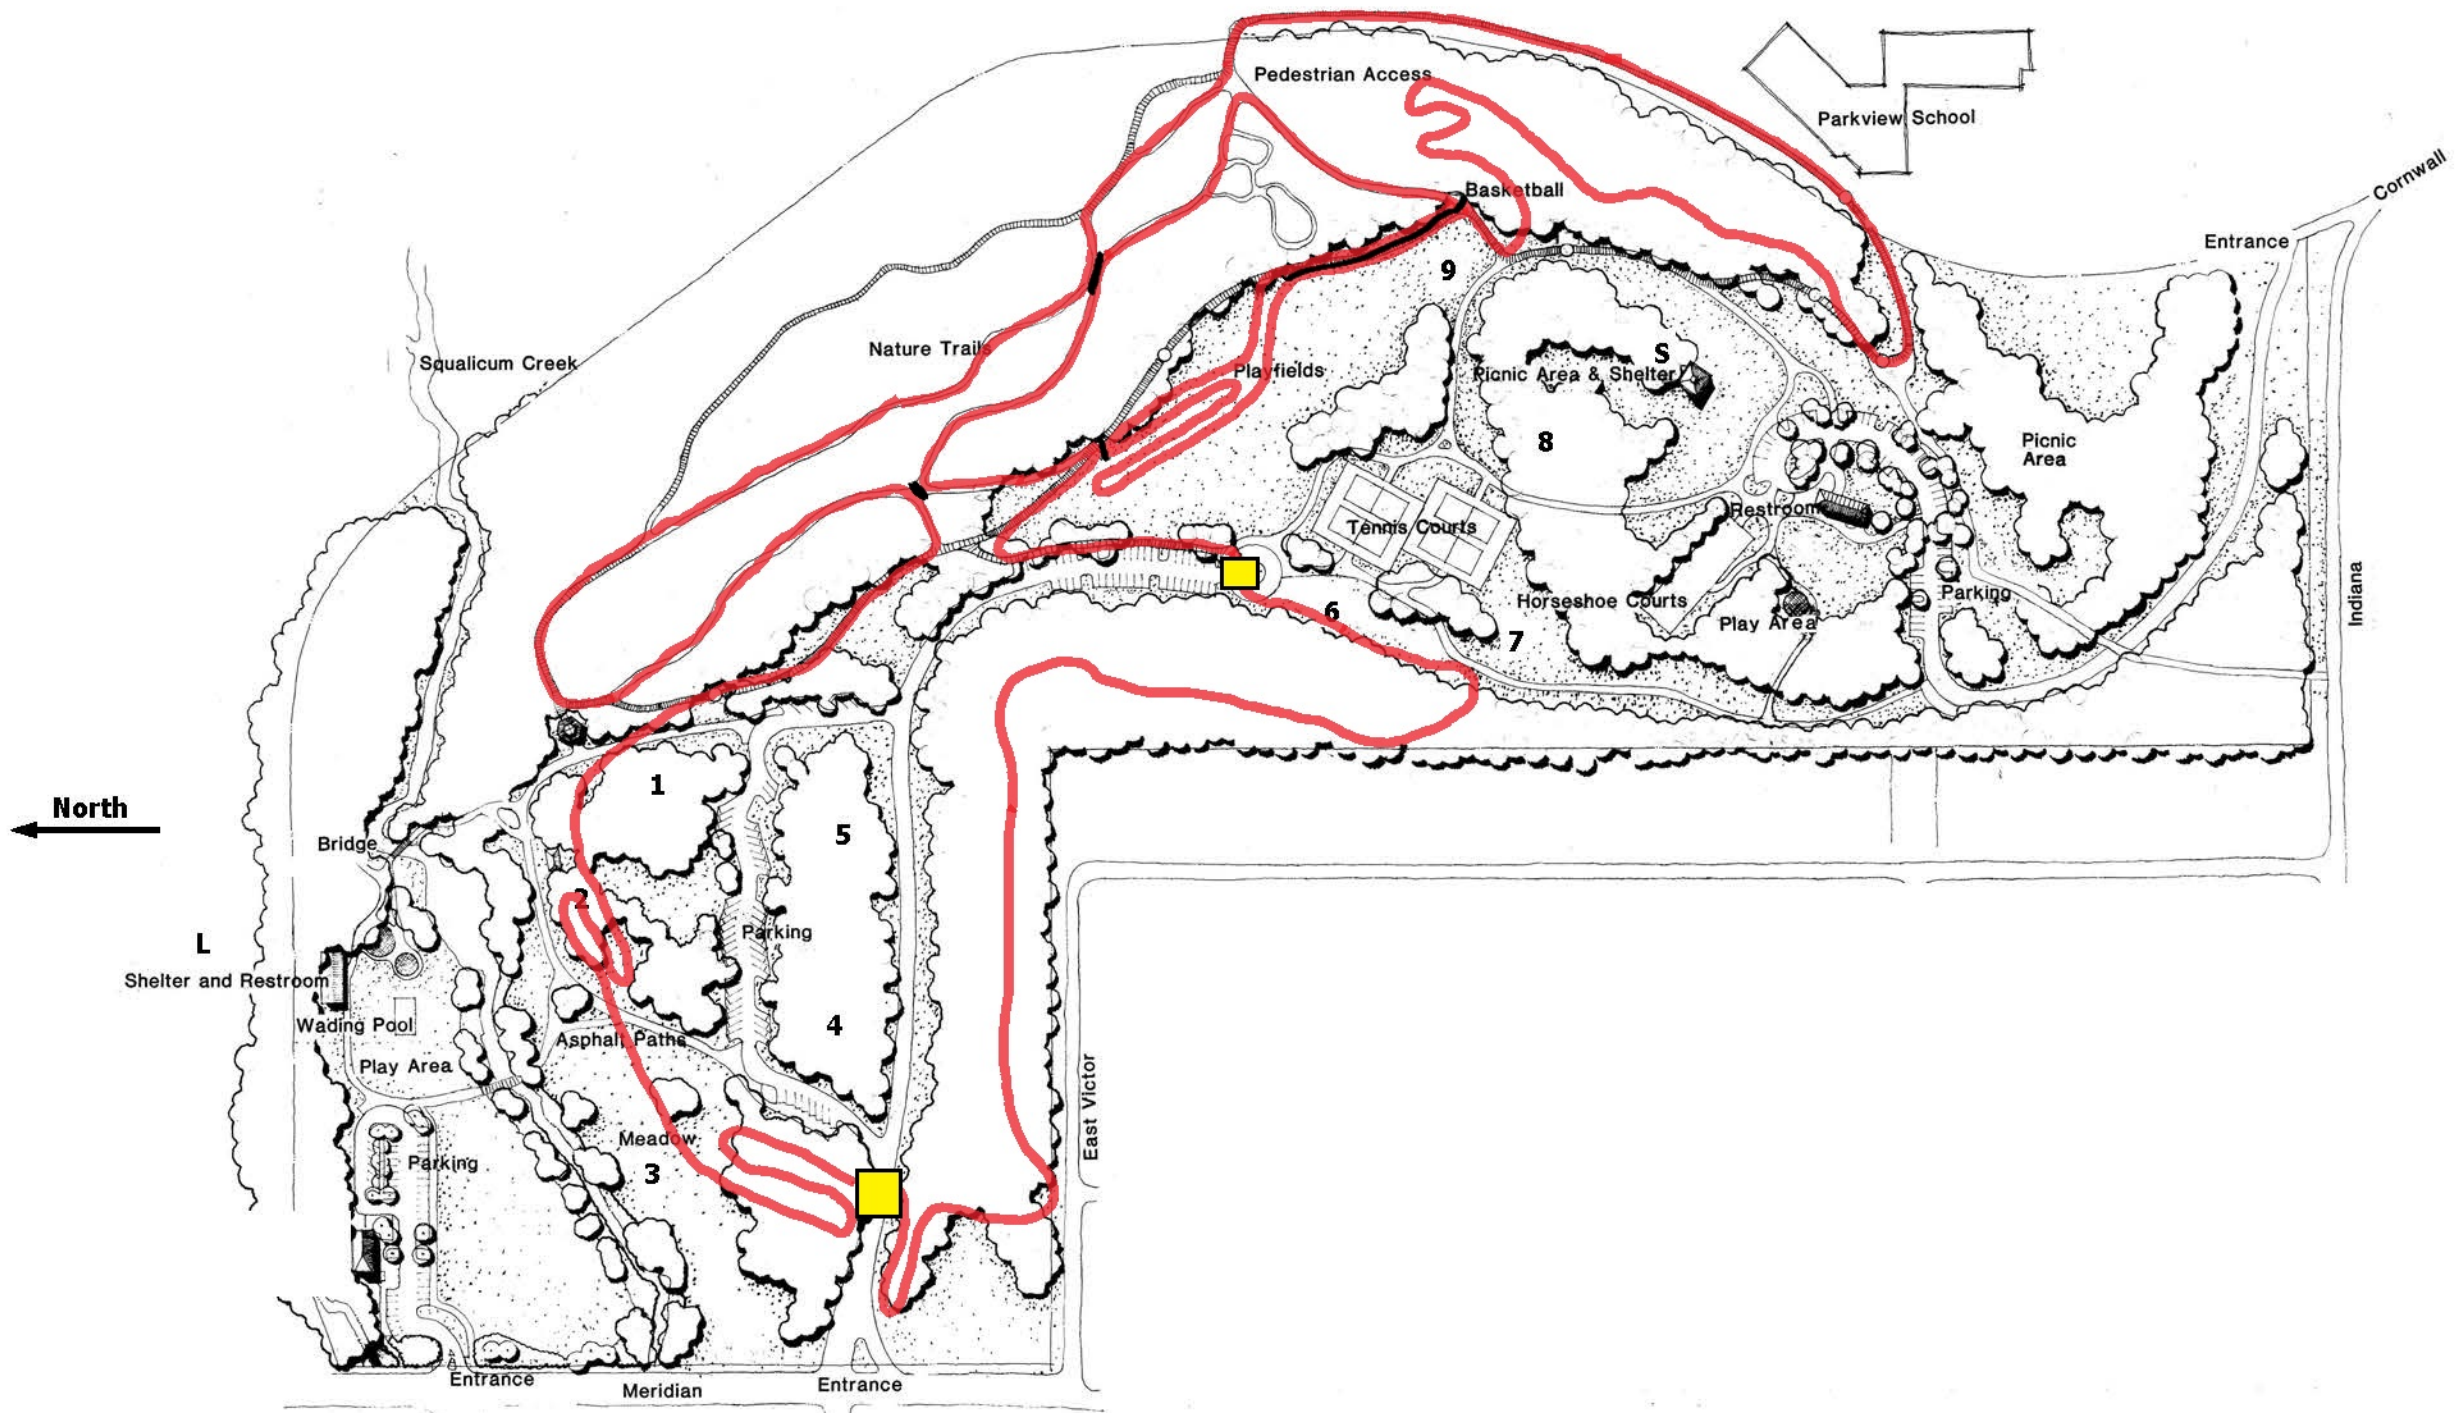 Pedestrian Access
Parkview School
Cornwall
Basketball
Entrance
9
Nature Trails
Squalicum Creek
S
Playfields
Picnic Area & Shelter
8
Picnic
Area
Restroom
Tennis Courts
Indiana
Parking
Horseshoe Courts
6
Play Area
7
1
North
5
Bridge
2
Parking
L
Shelter and Restroom
Wading Pool
4
Asphalt Paths
Play Area
East Victor
Meadow
Parking
3
Entrance
Meridian
Entrance